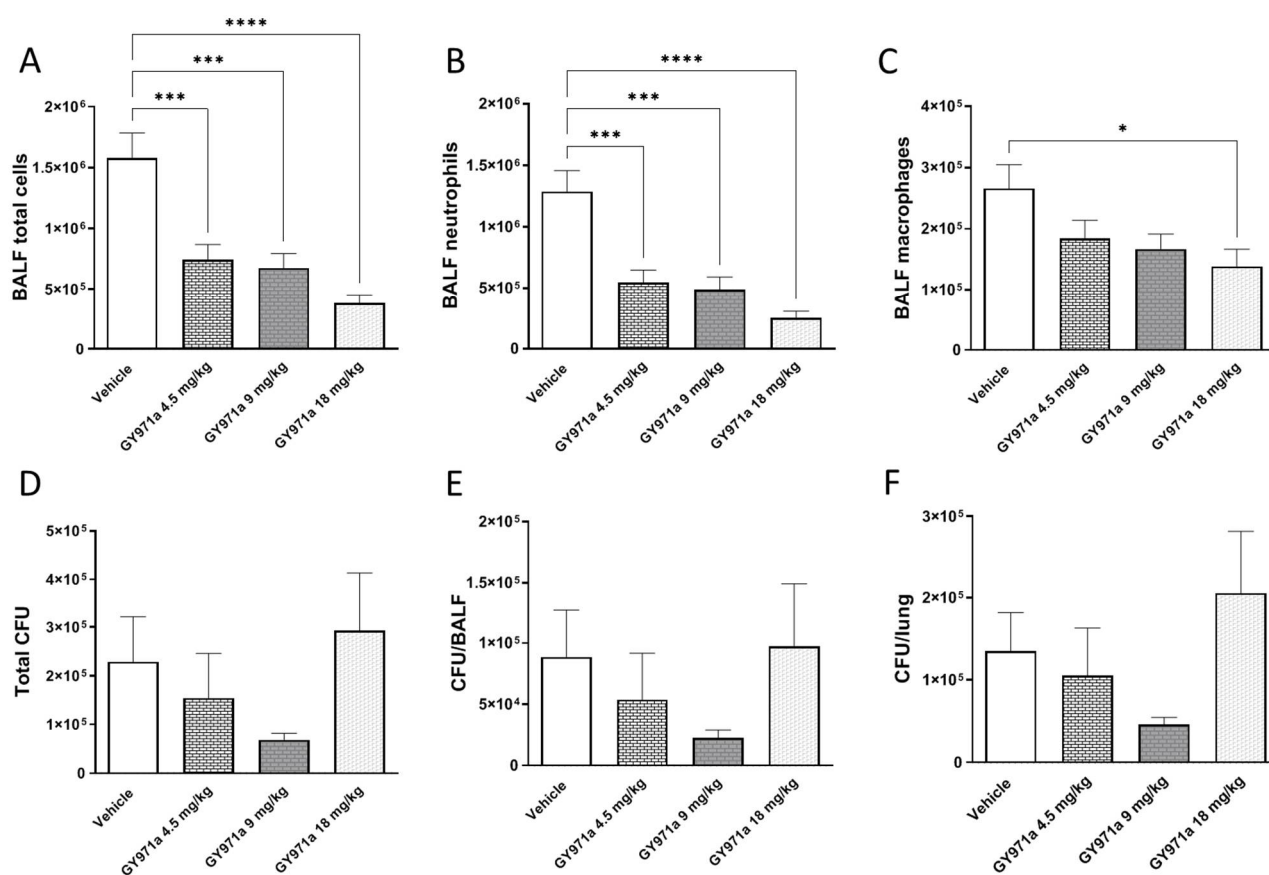 A
****
***
***
BALF total cells
2×10⁶
1.5×10⁶
1×10⁶
5×10⁵
0
Vehicle
GY971a 4.5 mg/kg
GY971a 9 mg/kg
GY971a 18 mg/kg
B
****
***
***
BALF neutrophils
2×10⁶
1.5×10⁶
1×10⁶
5×10⁵
0
Vehicle
GY971a 4.5 mg/kg
GY971a 9 mg/kg
GY971a 18 mg/kg
C
*
BALF macrophages
4×10⁵
3×10⁵
2×10⁵
1×10⁵
0
Vehicle
GY971a 4.5 mg/kg
GY971a 9 mg/kg
GY971a 18 mg/kg
D
Total CFU
5×10⁵
4×10⁵
3×10⁵
2×10⁵
1×10⁵
0
Vehicle
GY971a 4.5 mg/kg
GY971a 9 mg/kg
GY971a 18 mg/kg
E
CFU/BALF
2×10⁵
1×10⁵
1×10⁵
5×10⁴
0
Vehicle
GY971a 4.5 mg/kg
GY971a 9 mg/kg
GY971a 18 mg/kg
F
CFU/lung
3×10⁵
2×10⁵
1×10⁵
0
Vehicle
GY971a 4.5 mg/kg
GY971a 9 mg/kg
GY971a 18 mg/kg